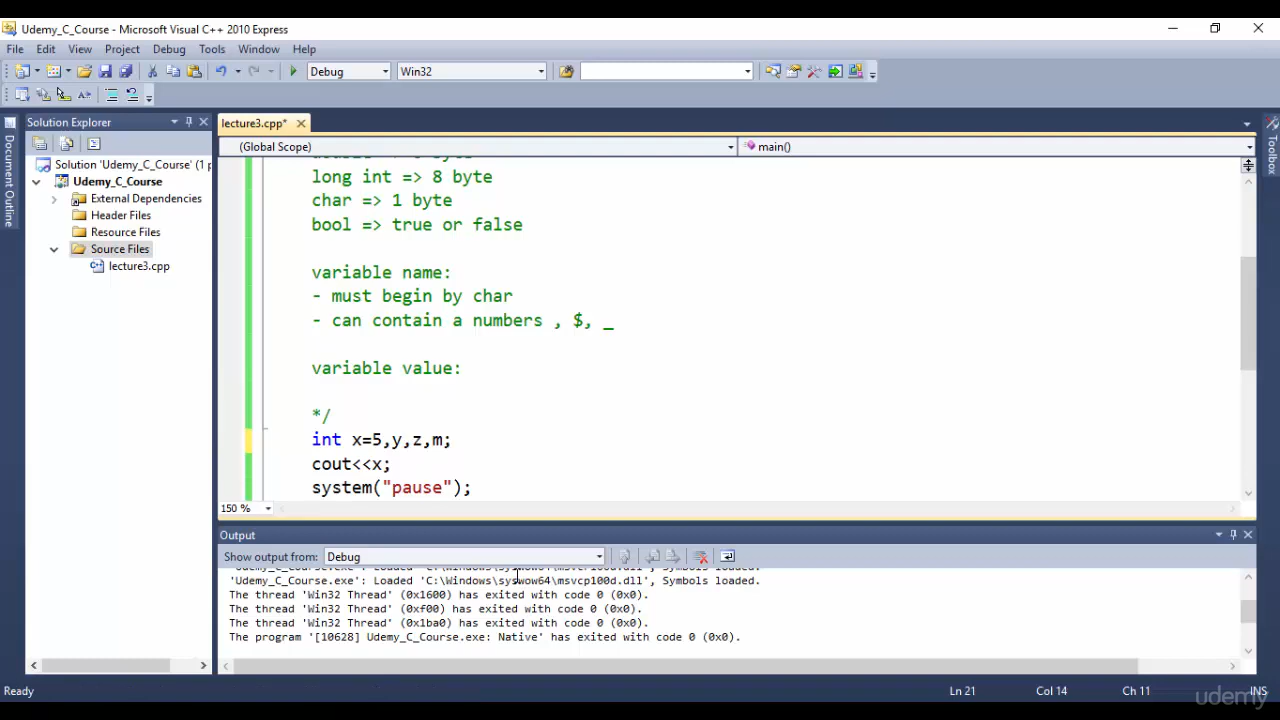 Udemy_C_Course - Microsoft Visual C++ 2010 Express
File Edit View Project Debug Tools Window Help
Debug Win32
Solution Explorer
lecture3.cpp*
(Global Scope) main()
Document Outline
Toolbox
Solution 'Udemy_C_Course' (1 p
Udemy_C_Course
External Dependencies
Header Files
Resource Files
Source Files
lecture3.cpp
long int => 8 byte
char => 1 byte
bool => true or false
variable name:
- must begin by char
- can contain a numbers , $, _
variable value:
*/
int x=5,y,z,m;
cout<<x;
system("pause");
150 %
Output
Show output from: Debug
'Udemy_C_Course.exe': Loaded 'C:\Windows\syswow64\msvcp100d.dll', Symbols loaded.
The thread 'Win32 Thread' (0x1600) has exited with code 0 (0x0).
The thread 'Win32 Thread' (0xf00) has exited with code 0 (0x0).
The thread 'Win32 Thread' (0x1ba0) has exited with code 0 (0x0).
The program '[10628] Udemy_C_Course.exe: Native' has exited with code 0 (0x0).
Ready Ln 21 Col 14 Ch 11 INS
udemy